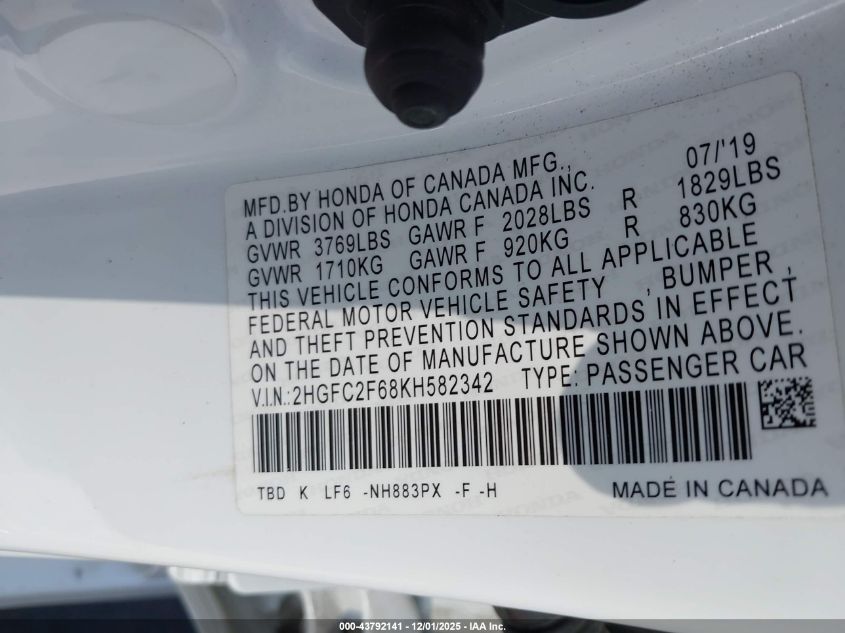 MFD.BY HONDA OF CANADA MFG., 07/'19
A DIVISION OF HONDA CANADA INC.
GVWR 3769LBS GAWR F 2028LBS R 1829LBS
GVWR 1710KG GAWR F 920KG R 830KG
THIS VEHICLE CONFORMS TO ALL APPLICABLE
FEDERAL MOTOR VEHICLE SAFETY , BUMPER ,
AND THEFT PREVENTION STANDARDS IN EFFECT
ON THE DATE OF MANUFACTURE SHOWN ABOVE.
V.I.N.:2HGFC2F68KH582342 TYPE: PASSENGER CAR
TBD K LF6 -NH883PX -F -H MADE IN CANADA
000-43792141 - 12/01/2025 - IAA Inc.